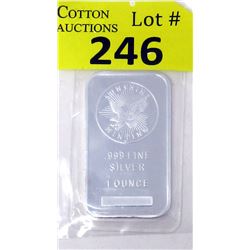 COTTON
AUCTIONS
Lot #
246
SUNSHINE
MINTING
.999 FINE
SILVER
1 OUNCE